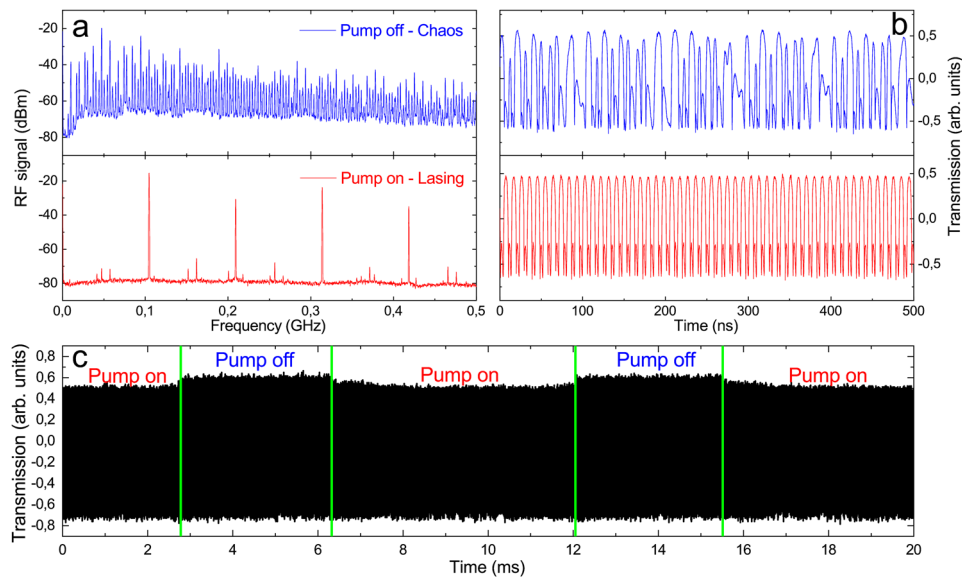 a
Pump off - Chaos
-20
-40
-60
-80
Pump on - Lasing
-20
-40
-60
-80
RF signal (dBm)
0,0 0,1 0,2 0,3 0,4 0,5
Frequency (GHz)
b
0,5
0,0
-0,5
0,5
0,0
-0,5
Transmission (arb. units)
0 100 200 300 400 500
Time (ns)
c
Pump on Pump off Pump on Pump off Pump on
0,8
0,6
0,4
0,2
0,0
-0,2
-0,4
-0,6
-0,8
Transmission (arb. units)
0 2 4 6 8 10 12 14 16 18 20
Time (ms)